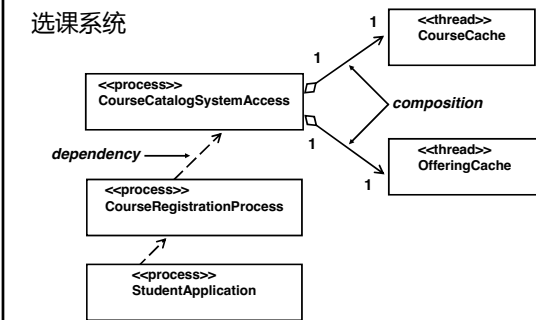 选课系统
1
<<thread>>
CourseCache
1
<<process>>
CourseCatalogSystemAccess
composition
1
dependency
<<thread>>
OfferingCache
1
<<process>>
CourseRegistrationProcess
<<process>>
StudentApplication